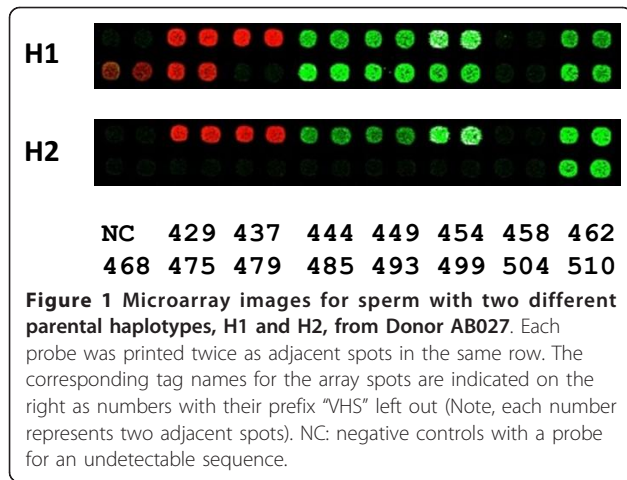 H1
H2
NC 429 437 444 449 454 458 462
468 475 479 485 493 499 504 510
Figure 1 Microarray images for sperm with two different
parental haplotypes, H1 and H2, from Donor AB027. Each
probe was printed twice as adjacent spots in the same row. The
corresponding tag names for the array spots are indicated on the
right as numbers with their prefix "VHS" left out (Note, each number
represents two adjacent spots). NC: negative controls with a probe
for an undetectable sequence.